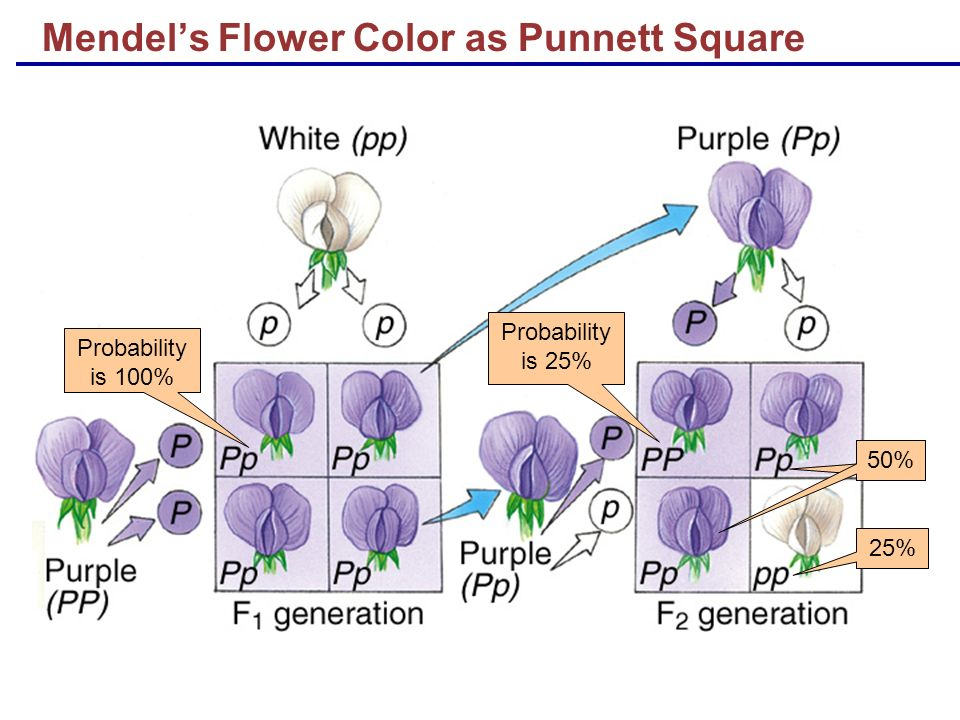 Mendel’s Flower Color as Punnett Square
White (pp)
Purple (Pp)
p
p
P
p
Probability
is 100%
Probability
is 25%
P
P
Purple
(PP)
Pp
Pp
Pp
Pp
F1 generation
P
p
Purple
(Pp)
PP
Pp
Pp
pp
50%
25%
F2 generation